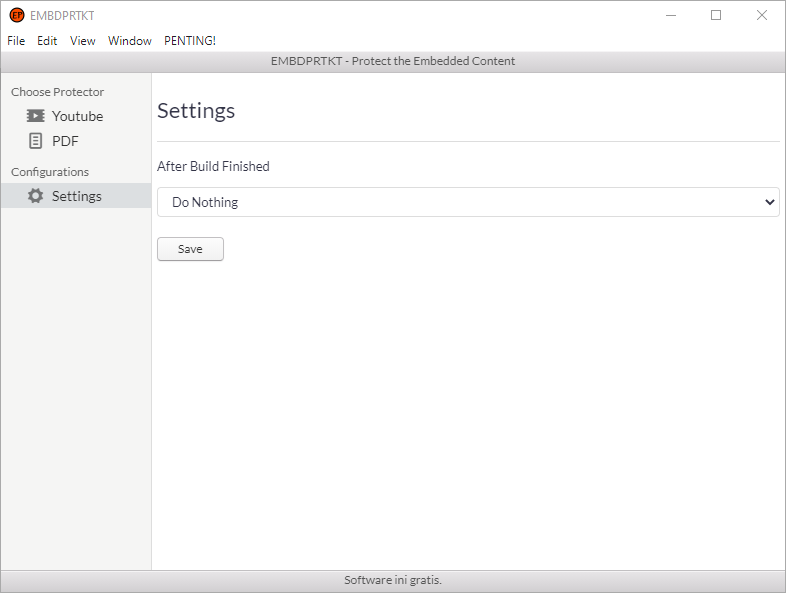 EP EMBDPRTKT
File Edit View Window PENTING!
EMBDPRTKT - Protect the Embedded Content
Choose Protector
Youtube
PDF
Configurations
Settings
Settings
After Build Finished
Do Nothing
Save
Software ini gratis.